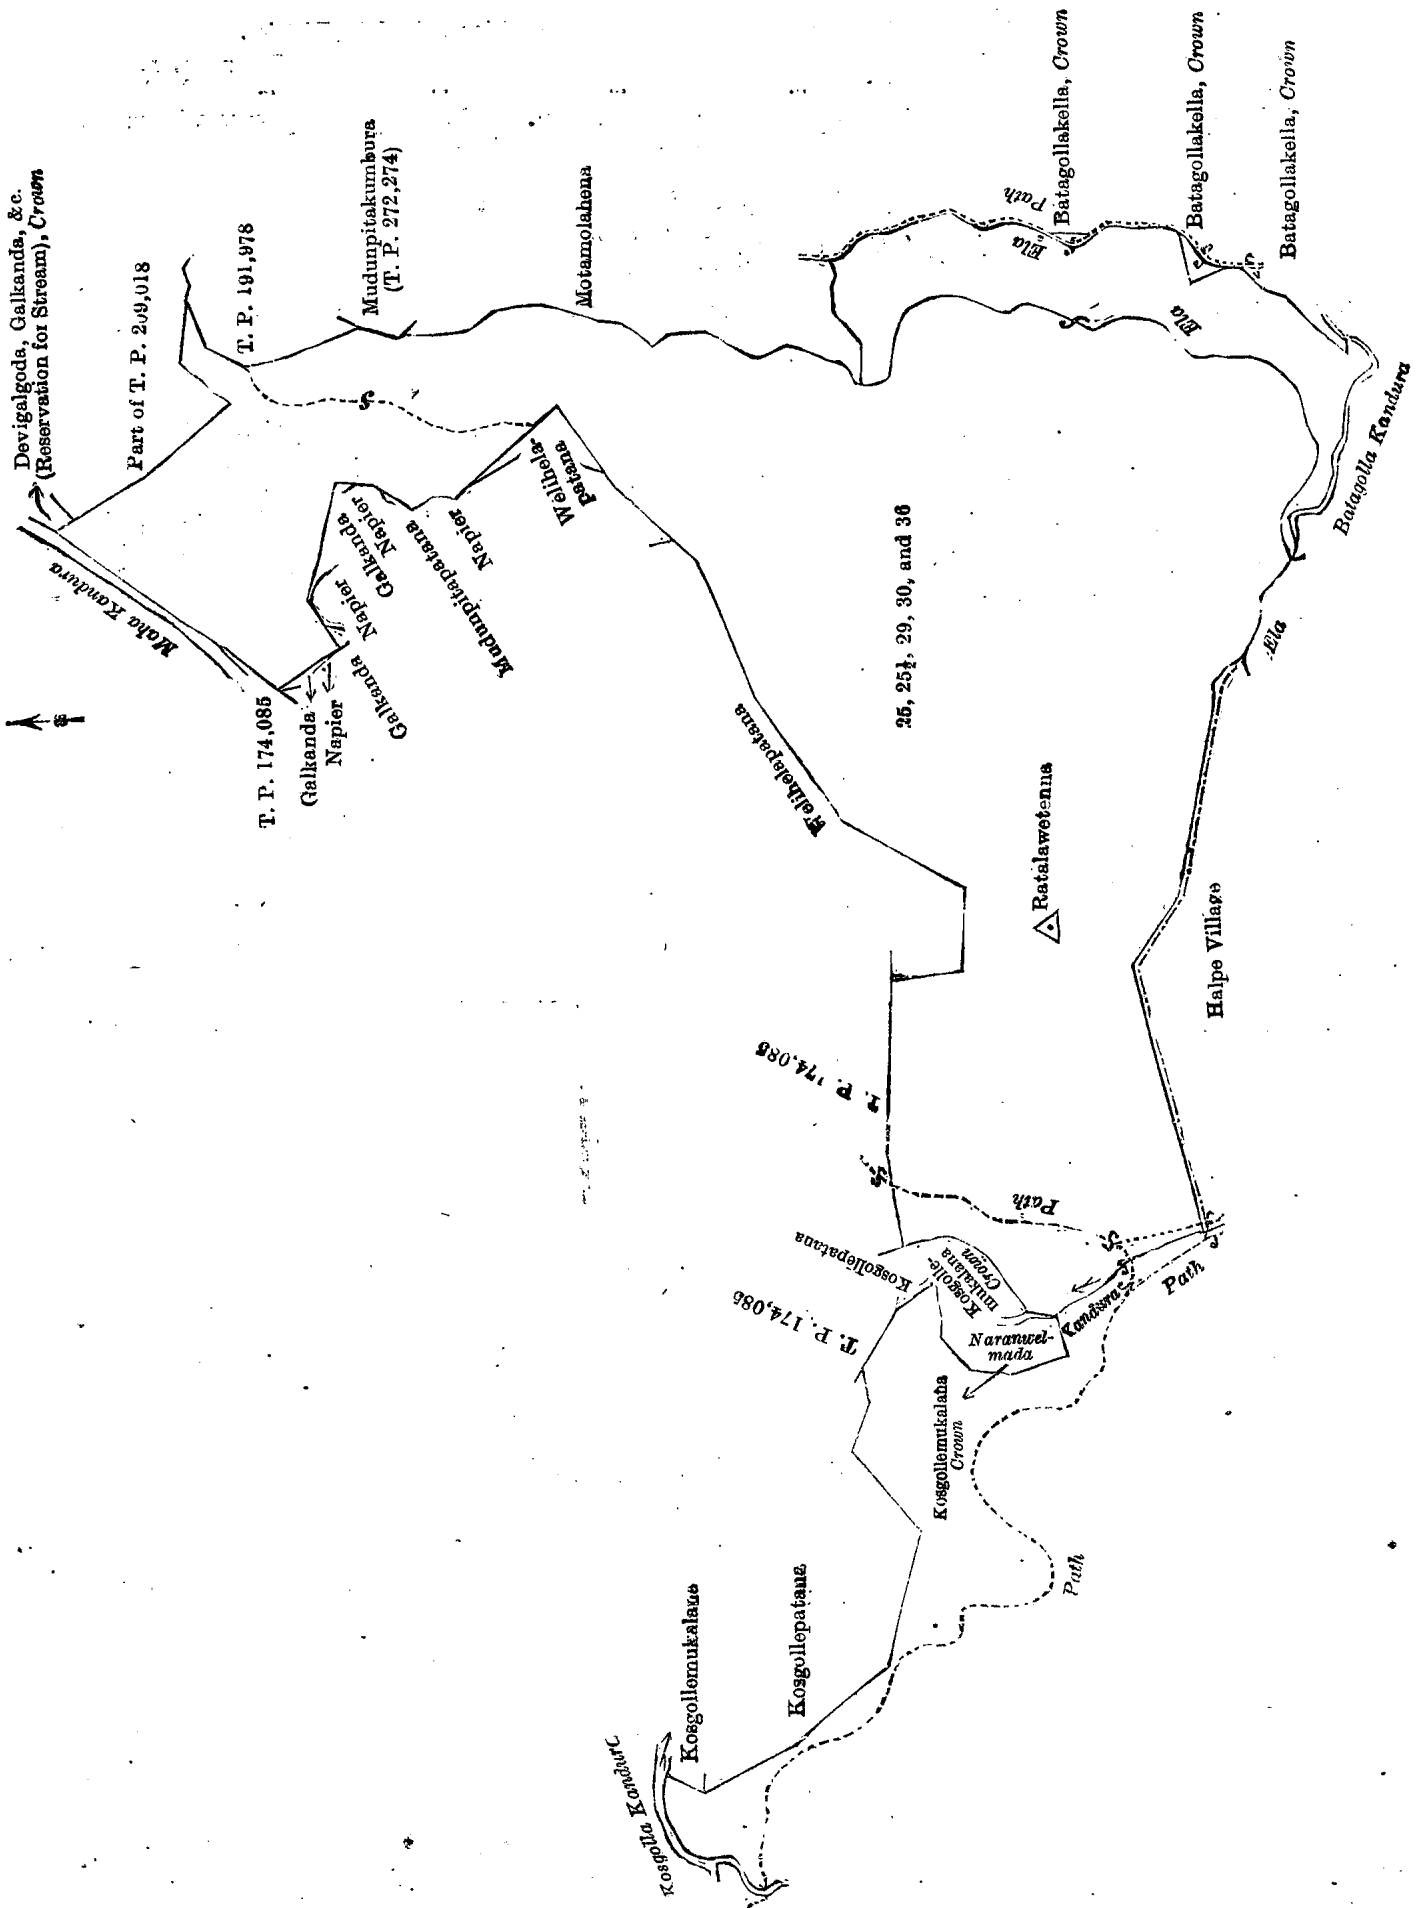 Devigalgoda, Galkanda, &c.
(Reservation for Stream), Crown
Part of T. P. 209,018
T. P. 191,978
Mudunpitakumbura
(T. P. 272,274)
Motamolahena
Maha Kandura
T. P. 174,085
Galkanda
Napier
Galkanda
Napier
Galkanda
Napier
Mudunpitapatana
Napier
Welihela-
patana
Welihelapatana
25, 25½, 29, 30, and 36
Ratalawetenna
Path
Ela
Batagollakella, Crown
Batagollakella, Crown
Batagollakella, Crown
Ela
Batagolla Kandura
Ela
Halpe Village
T. P. 174,085
Path
Kosgollepatana
Kosgolle-
mukalana
Crown
T. P. 174,085
Naranwel-
mada
Kandura
Path
Kosgollemukalana
Crown
Path
Kosgollepatana
Kosgollemukalana
Kosgolla Kandura